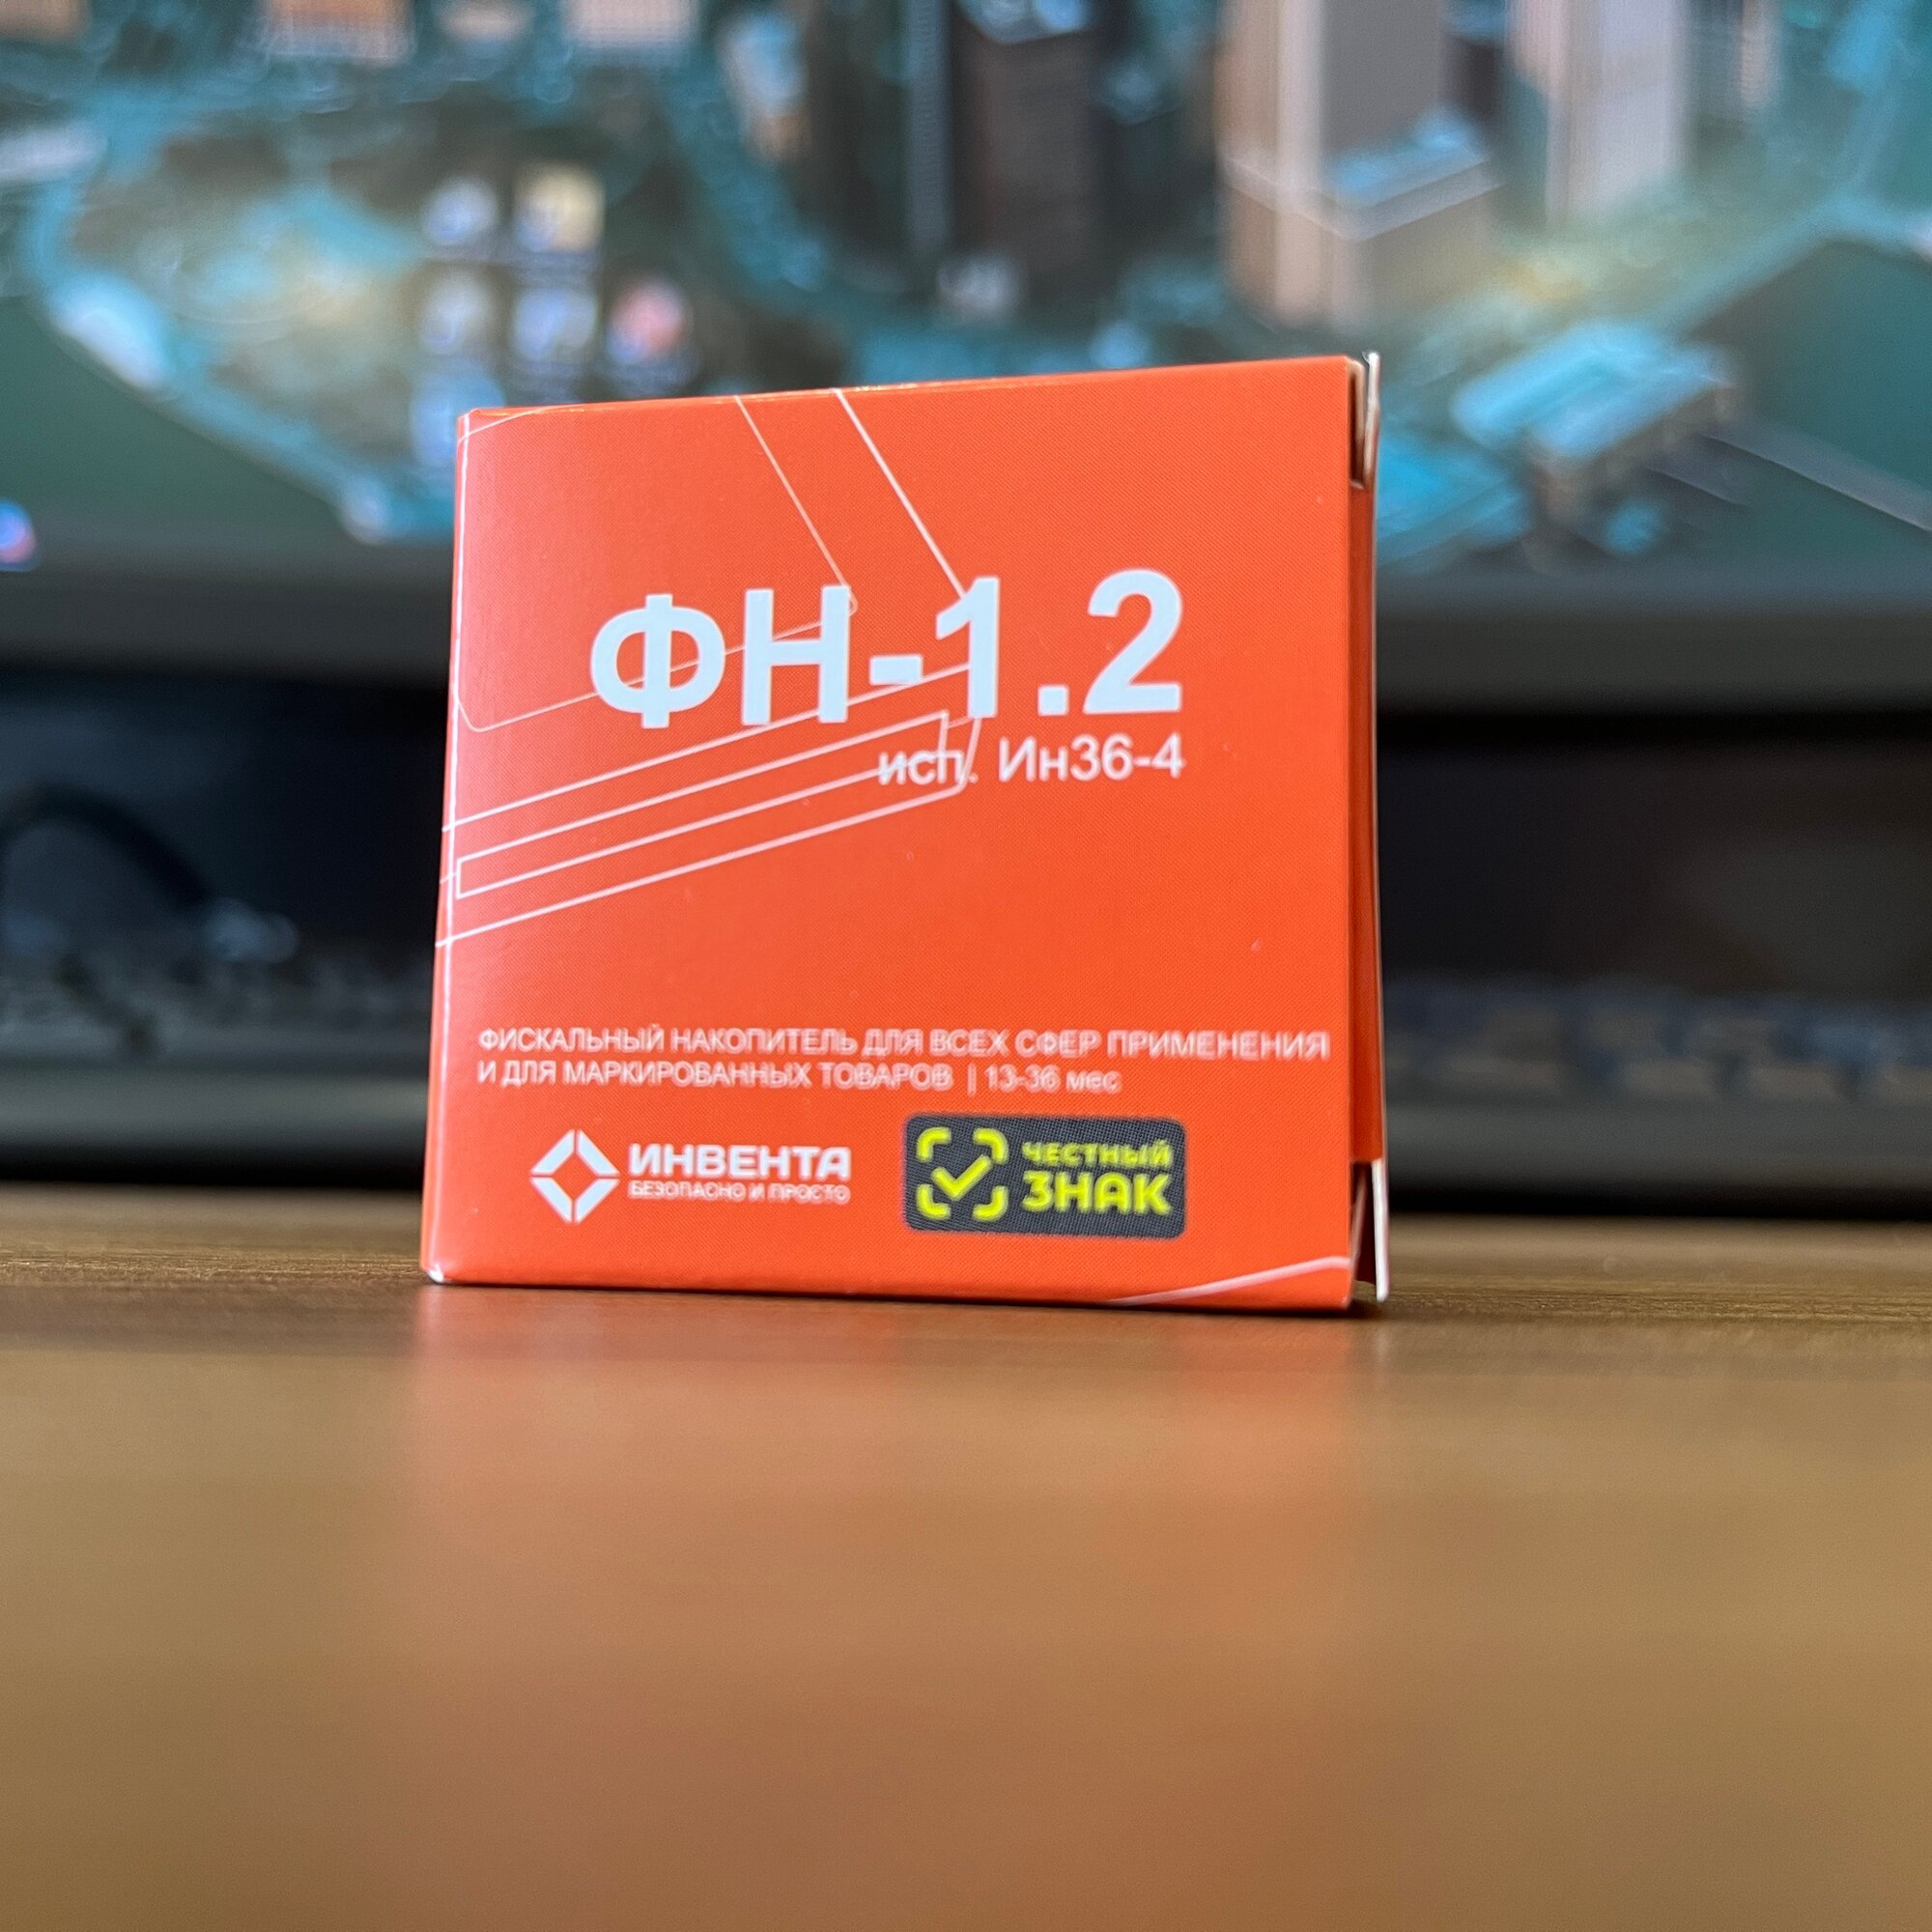 ФН-1.2
исп. Ин36-4
ФИСКАЛЬНЫЙ НАКОПИТЕЛЬ ДЛЯ ВСЕХ СФЕР ПРИМЕНЕНИЯ
И ДЛЯ МАРКИРОВАННЫХ ТОВАРОВ | 13-36 мес
ИНВЕНТА
БЕЗОПАСНО И ПРОСТО
ЧЕСТНЫЙ
ЗНАК